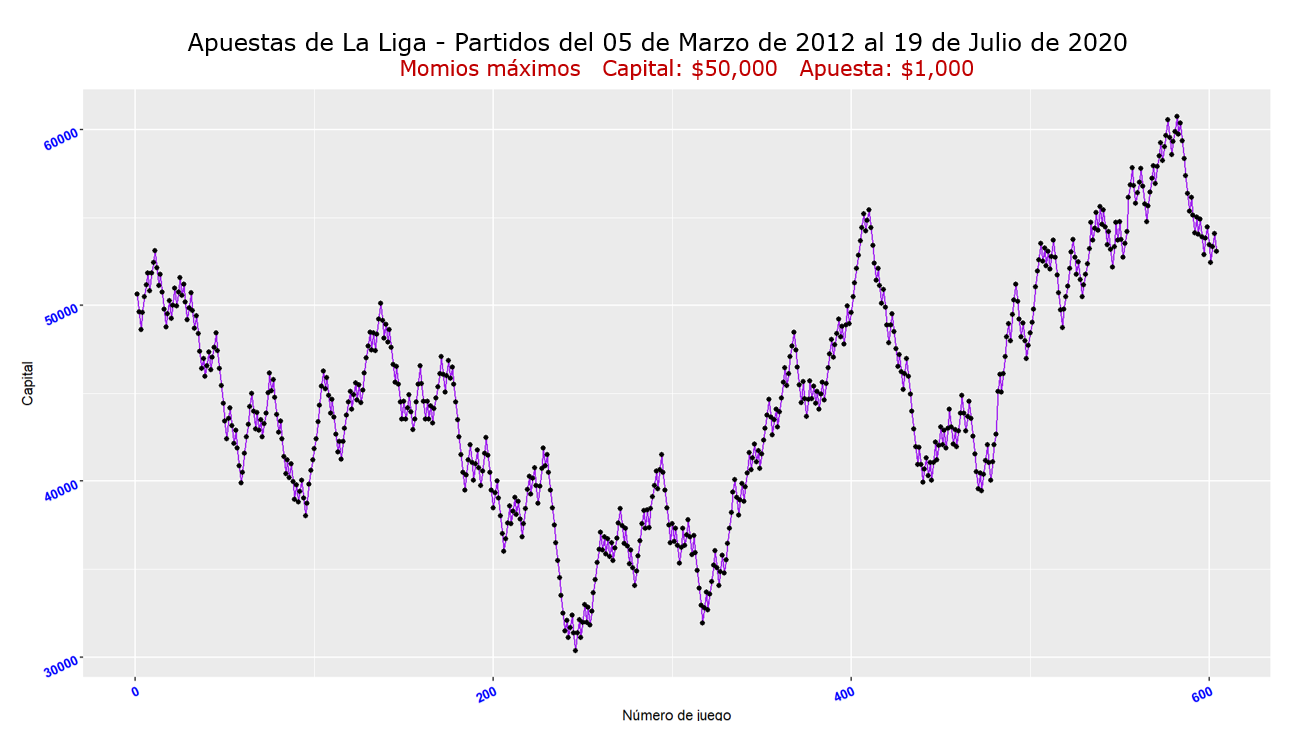 Apuestas de La Liga - Partidos del 05 de Marzo de 2012 al 19 de Julio de 2020
Momios máximos Capital: $50,000 Apuesta: $1,000
60000
50000
40000
30000
Capital
0
200
400
600
Número de juego